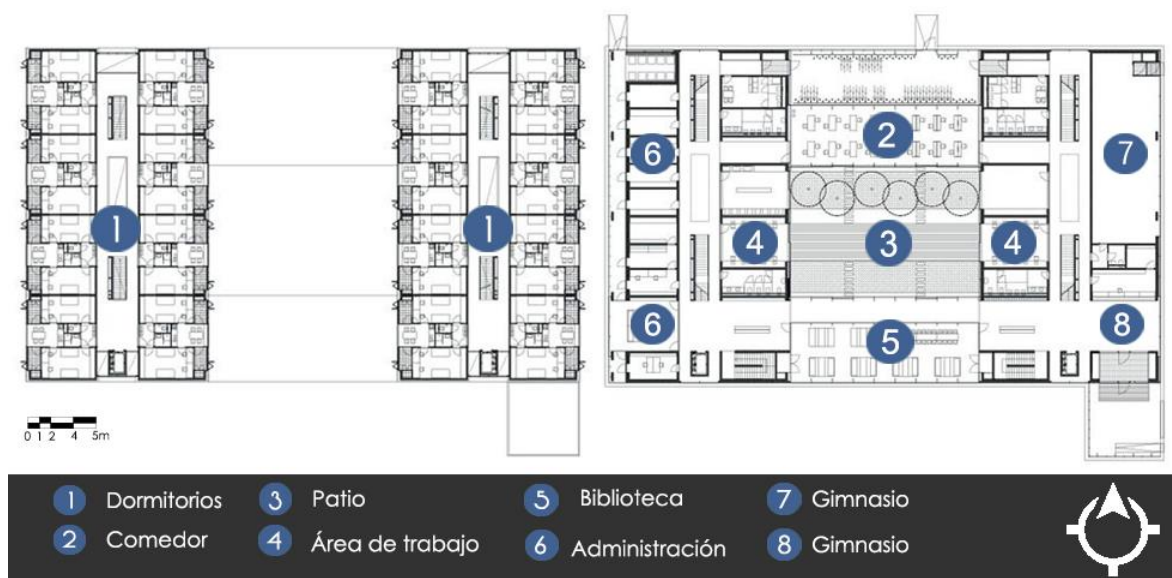 1
1
2
6
7
4
3
4
6
5
8
0 1 2 4 5m
1 Dormitorios
2 Comedor
3 Patio
4 Área de trabajo
5 Biblioteca
6 Administración
7 Gimnasio
8 Gimnasio